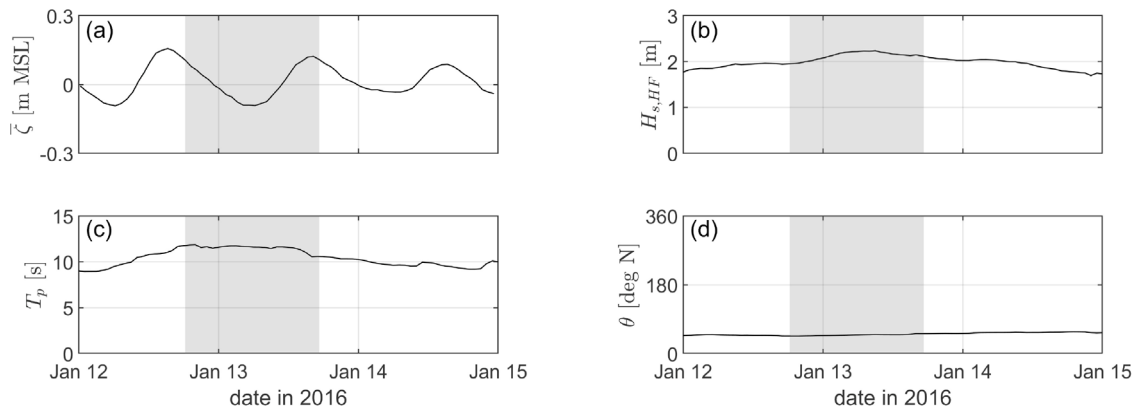 (a)
0.3
0
-0.3
ζ̅ [m MSL]
(b)
3
2
1
0
H_{s,HF} [m]
(c)
15
10
5
0
T_p [s]
Jan 12 Jan 13 Jan 14 Jan 15
date in 2016
(d)
360
180
0
θ [deg N]
Jan 12 Jan 13 Jan 14 Jan 15
date in 2016